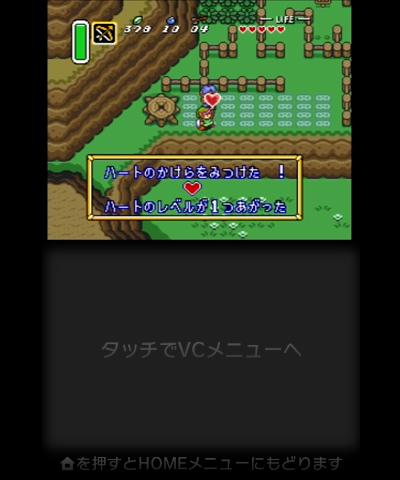 378 10 04 LIFE
ハートのかけらをみつけた !
ハートのレベルが1つあがった
タッチでVCメニューへ
を押すとHOMEメニューにもどります